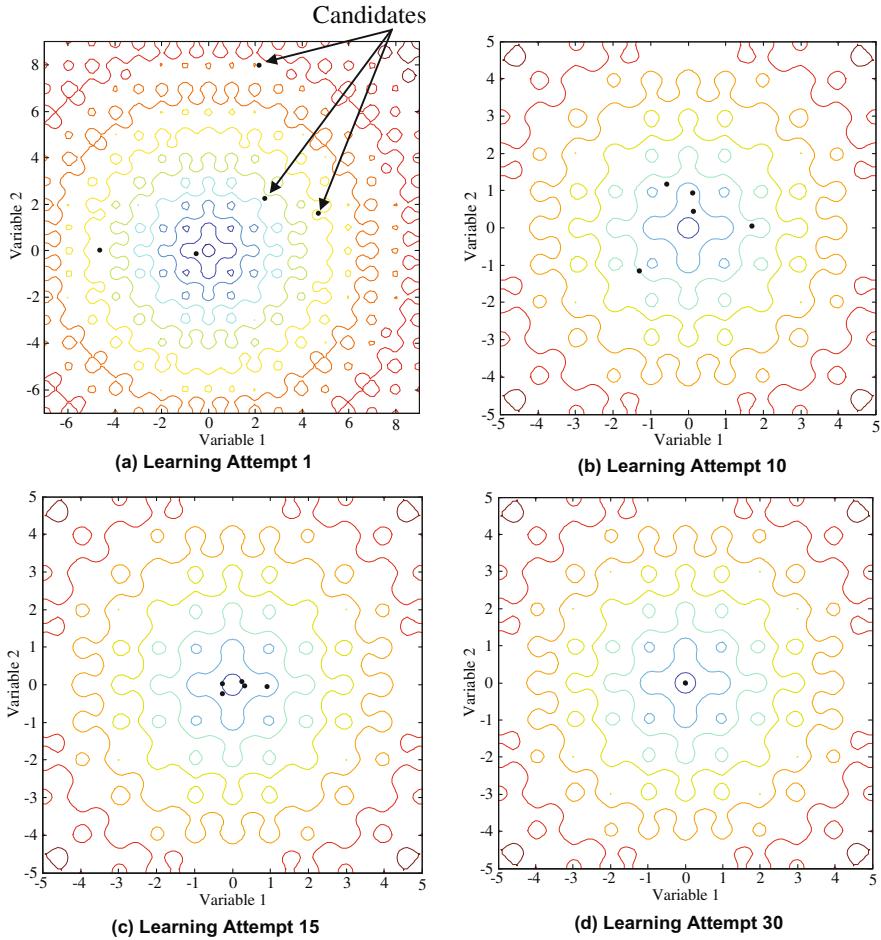 Candidates
8
6
4
2
0
-2
-4
-6
Variable 2
-6 -4 -2 0 2 4 6 8
Variable 1
(a) Learning Attempt 1
5
4
3
2
1
0
-1
-2
-3
-4
-5
Variable 2
-5 -4 -3 -2 -1 0 1 2 3 4 5
Variable 1
(b) Learning Attempt 10
5
4
3
2
1
0
-1
-2
-3
-4
-5
Variable 2
-5 -4 -3 -2 -1 0 1 2 3 4 5
Variable 1
(c) Learning Attempt 15
5
4
3
2
1
0
-1
-2
-3
-4
-5
Variable 2
-5 -4 -3 -2 -1 0 1 2 3 4 5
Variable 1
(d) Learning Attempt 30